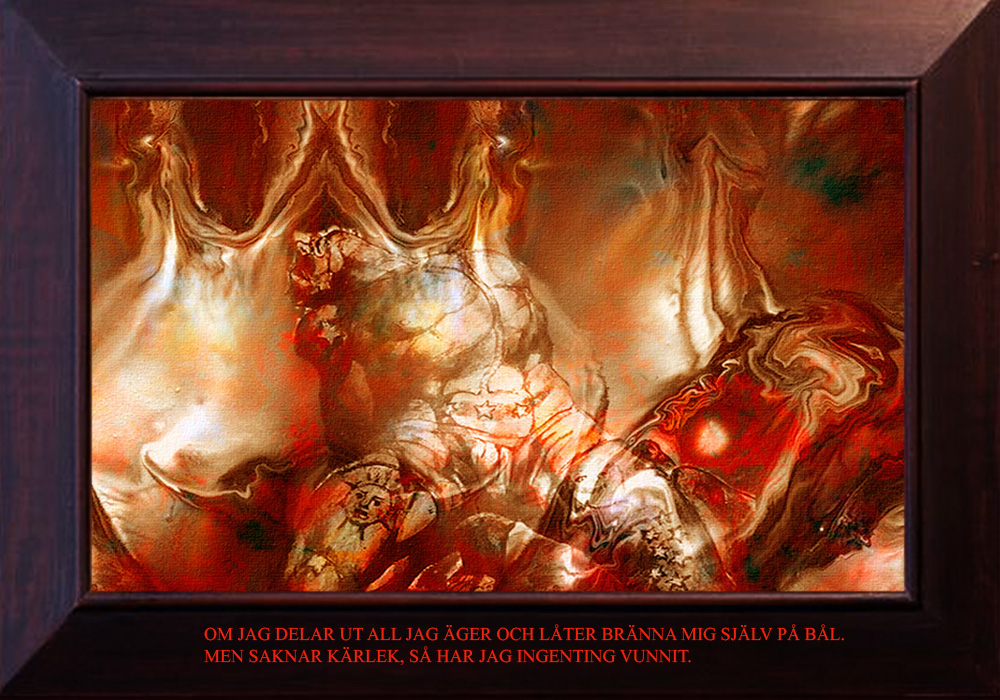 OM JAG DELAR UT ALL JAG ÄGER OCH LÅTER BRÄNNA MIG SJÄLV PÅ BÅL.
MEN SAKNAR KÄRLEK, SÅ HAR JAG INGENTING VUNNIT.